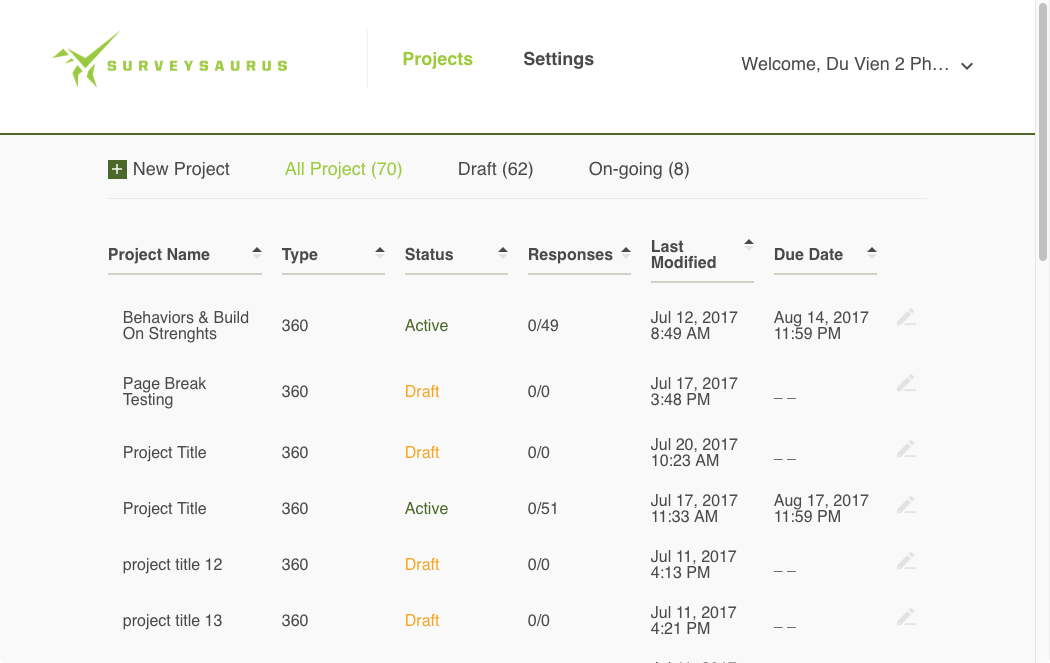 SURVEYSAURUS
Projects
Settings
Welcome, Du Vien 2 Ph…
New Project
All Project (70)
Draft (62)
On-going (8)
Project Name
Type
Status
Responses
Last
Modified
Due Date
Behaviors & Build
On Strenghts
360
Active
0/49
Jul 12, 2017
8:49 AM
Aug 14, 2017
11:59 PM
Page Break
Testing
360
Draft
0/0
Jul 17, 2017
3:48 PM
_ _
Project Title
360
Draft
0/0
Jul 20, 2017
10:23 AM
_ _
Project Title
360
Active
0/51
Jul 17, 2017
11:33 AM
Aug 17, 2017
11:59 PM
project title 12
360
Draft
0/0
Jul 11, 2017
4:13 PM
_ _
project title 13
360
Draft
0/0
Jul 11, 2017
4:21 PM
_ _